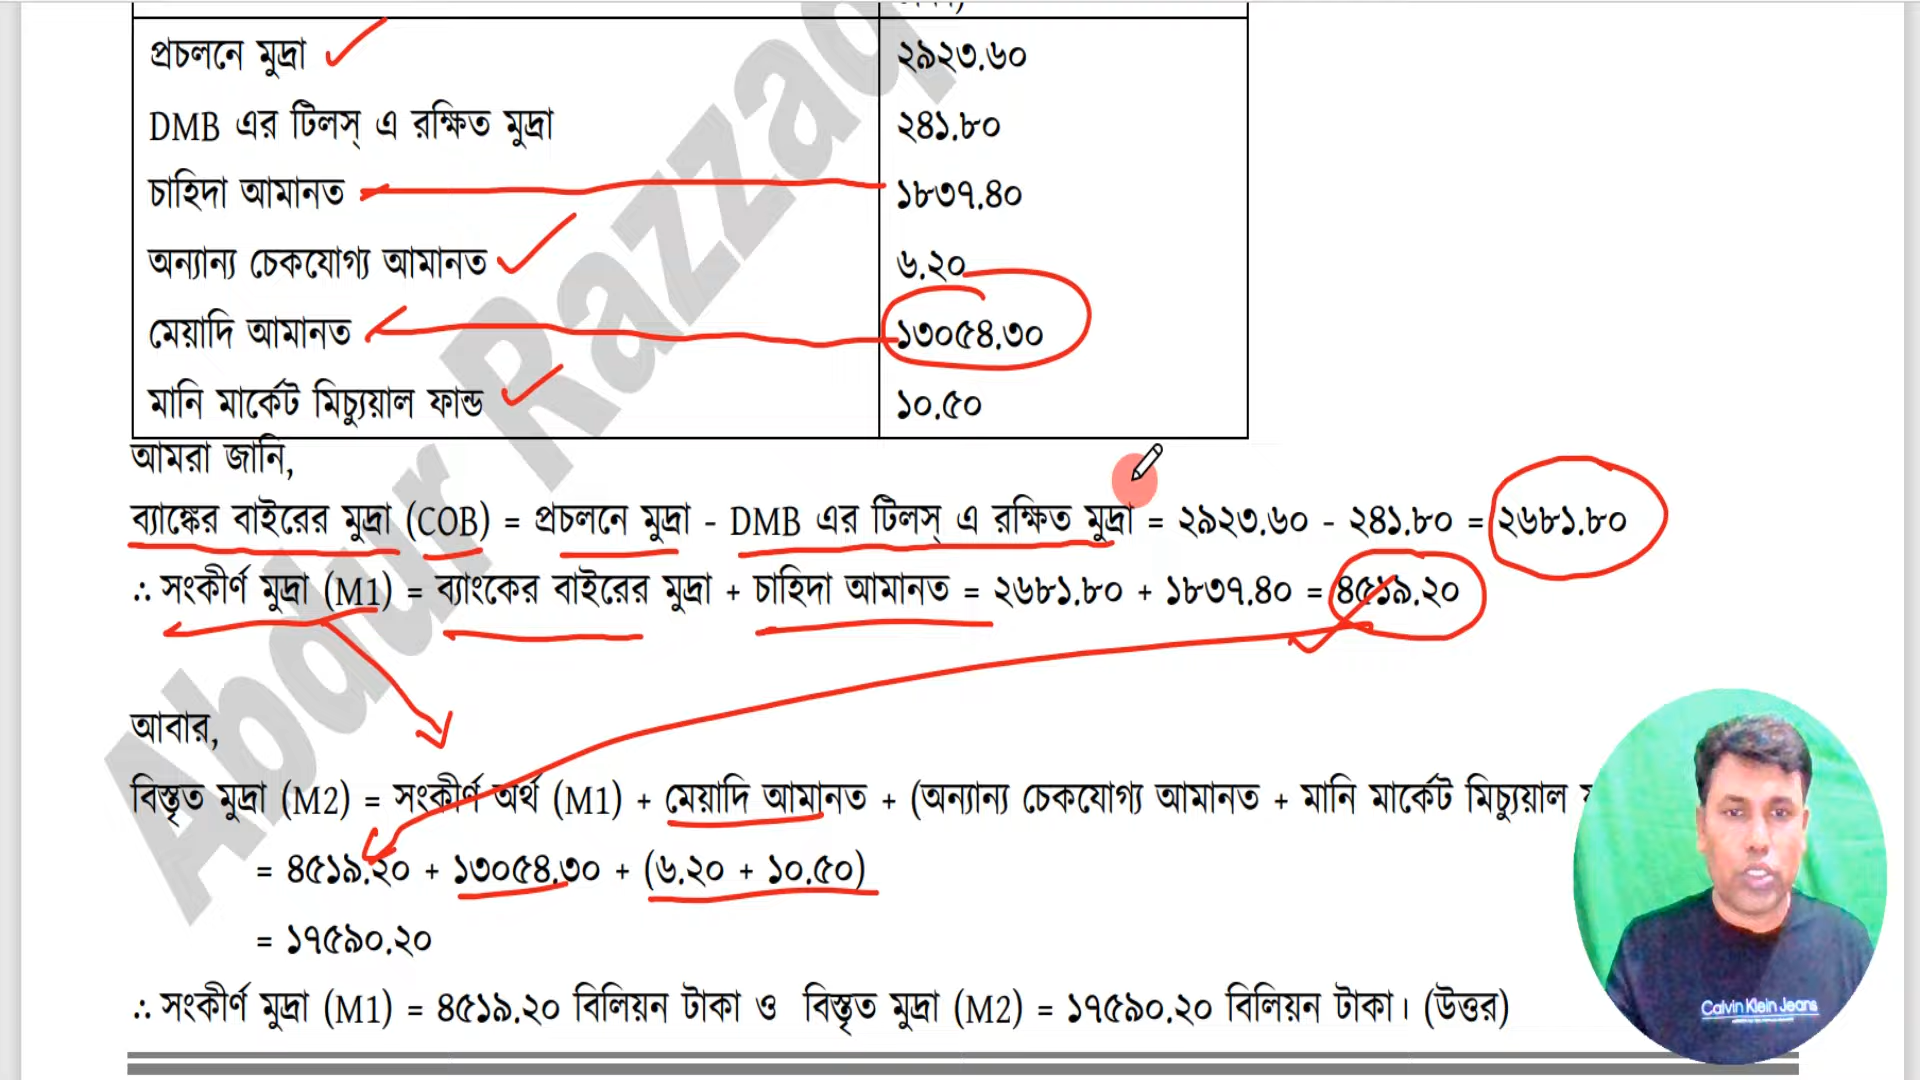 প্রচলনে মুদ্রা ২৯২৩.৬০
DMB এর টিলস্ এ রক্ষিত মুদ্রা ২৪১.৮০
চাহিদা আমানত ১৮৩৭.৪০
অন্যান্য চেকযোগ্য আমানত ৬.২০
মেয়াদি আমানত ১৩০৫৪.৩০
মানি মার্কেট মিচ্যুয়াল ফান্ড ১০.৫০
আমরা জানি,
ব্যাঙ্কের বাইরের মুদ্রা (COB) = প্রচলনে মুদ্রা - DMB এর টিলস্ এ রক্ষিত মুদ্রা = ২৯২৩.৬০ - ২৪১.৮০ = ২৬৮১.৮০
∴ সংকীর্ণ মুদ্রা (M1) = ব্যাংকের বাইরের মুদ্রা + চাহিদা আমানত = ২৬৮১.৮০ + ১৮৩৭.৪০ = ৪৫১৯.২০
আবার,
বিস্তৃত মুদ্রা (M2) = সংকীর্ণ অর্থ (M1) + মেয়াদি আমানত + (অন্যান্য চেকযোগ্য আমানত + মানি মার্কেট মিচ্যুয়াল
= ৪৫১৯.২০ + ১৩০৫৪.৩০ + (৬.২০ + ১০.৫০)
= ১৭৫৯০.২০
∴ সংকীর্ণ মুদ্রা (M1) = ৪৫১৯.২০ বিলিয়ন টাকা ও বিস্তৃত মুদ্রা (M2) = ১৭৫৯০.২০ বিলিয়ন টাকা। (উত্তর)
Abdur Razzaq
Calvin Klein Jeans